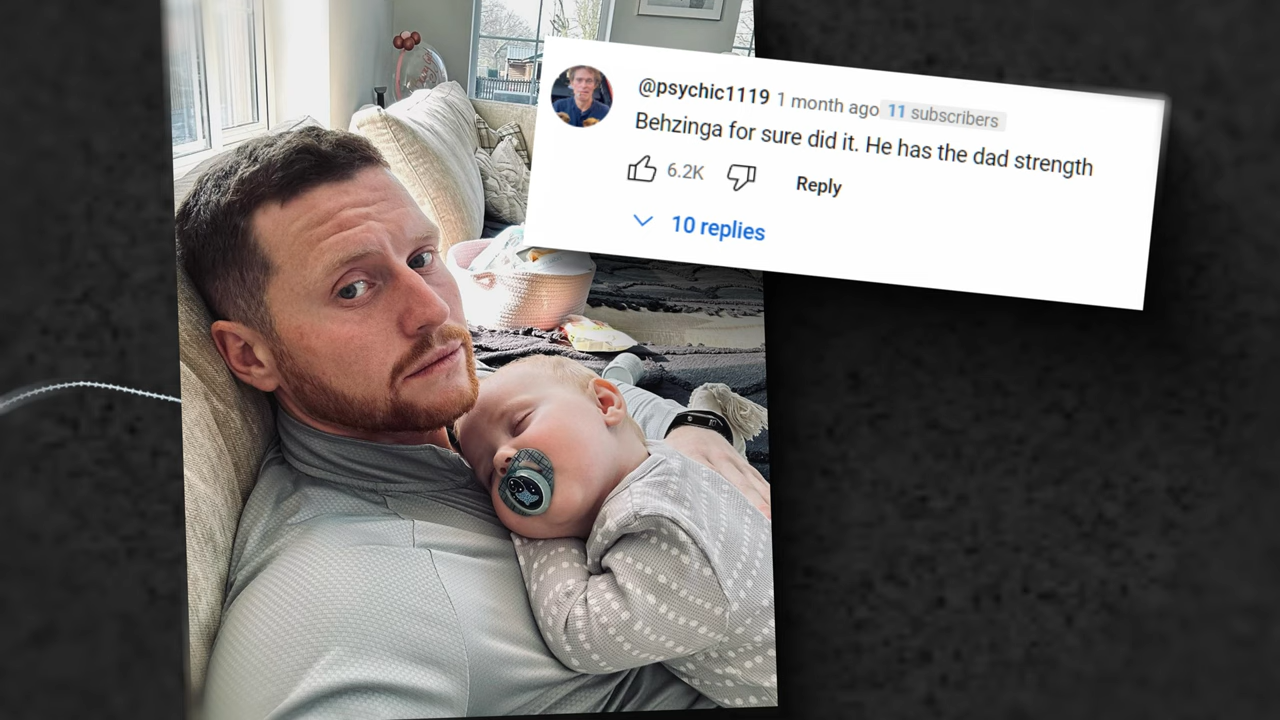 @psychic1119 1 month ago 11 subscribers
Behzinga for sure did it. He has the dad strength
6.2K Reply
10 replies